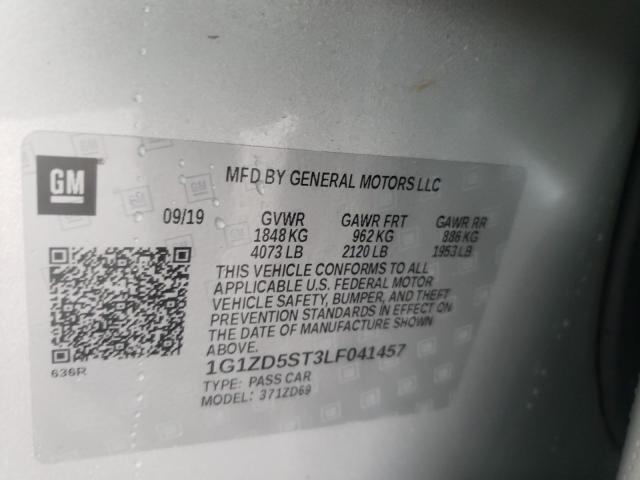 GM
MFD BY GENERAL MOTORS LLC
09/19 GVWR GAWR FRT GAWR RR
1848 KG 962 KG 886 KG
4073 LB 2120 LB 1953 LB
THIS VEHICLE CONFORMS TO ALL
APPLICABLE U.S. FEDERAL MOTOR
VEHICLE SAFETY, BUMPER, AND THEFT
PREVENTION STANDARDS IN EFFECT ON
THE DATE OF MANUFACTURE SHOWN
ABOVE.
636R
1G1ZD5ST3LF041457
TYPE: PASS CAR
MODEL: 371ZD69